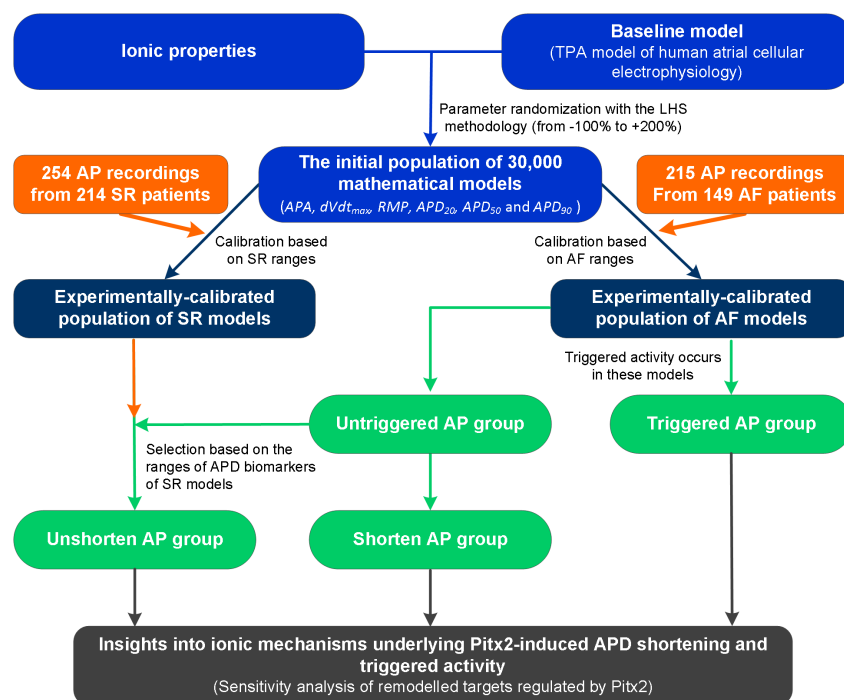 Ionic properties
Baseline model
(TPA model of human atrial cellular
electrophysiology)
Parameter randomization with the LHS
methodology (from -100% to +200%)
254 AP recordings
from 214 SR patients
The initial population of 30,000
mathematical models
(APA, dVdtmax, RMP, APD20, APD50 and APD90 )
215 AP recordings
From 149 AF patients
Calibration based
on SR ranges
Calibration based
on AF ranges
Experimentally-calibrated
population of SR models
Experimentally-calibrated
population of AF models
Triggered activity occurs
in these models
Untriggered AP group
Triggered AP group
Selection based on the
ranges of APD biomarkers
of SR models
Unshorten AP group
Shorten AP group
Insights into ionic mechanisms underlying Pitx2-induced APD shortening and
triggered activity
(Sensitivity analysis of remodelled targets regulated by Pitx2)